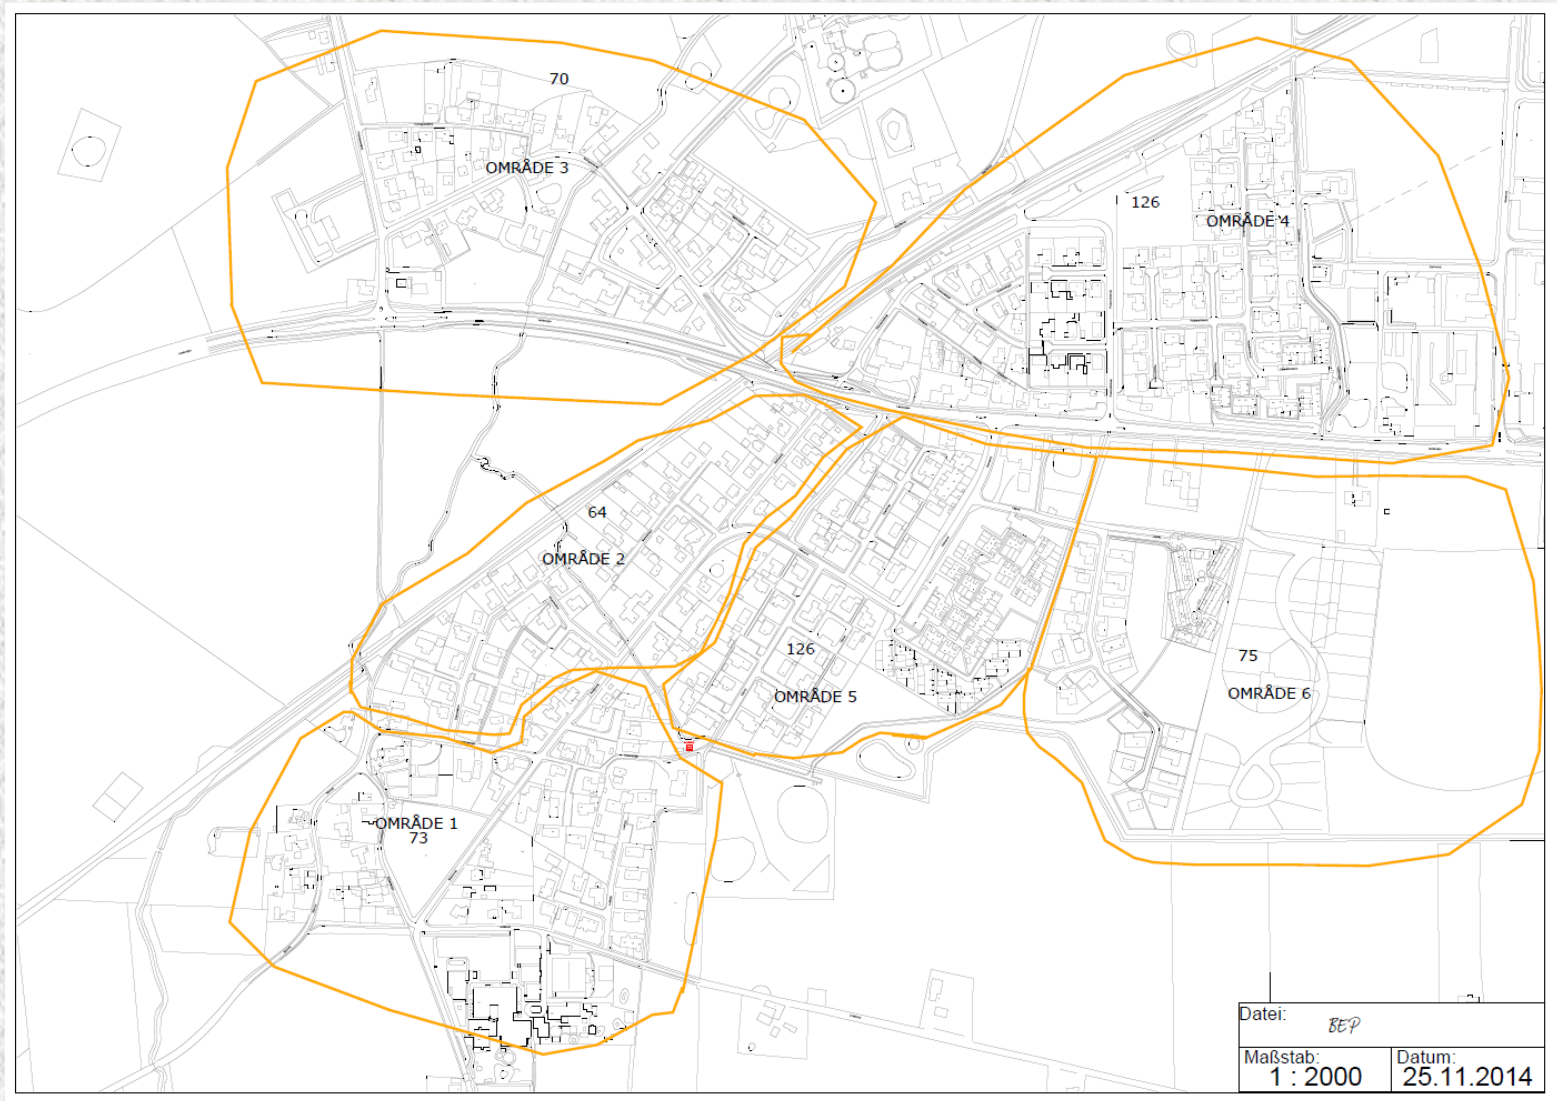 70
OMRÅDE 3
126
OMRÅDE 4
64
OMRÅDE 2
126
OMRÅDE 5
75
OMRÅDE 6
OMRÅDE 1
73
Datei:
BEP
Maßstab:
1 : 2000
Datum:
25.11.2014